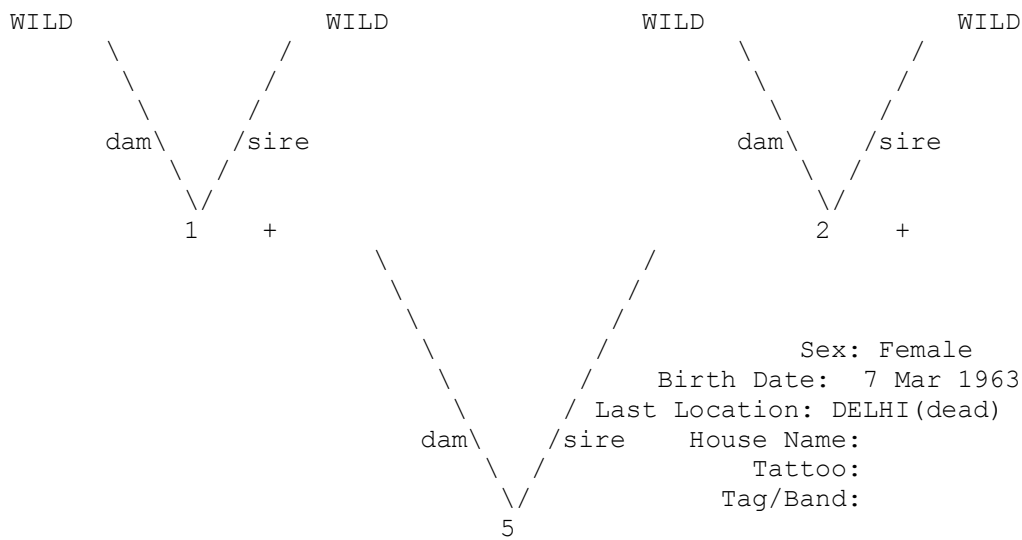 WILD WILD WILD WILD
dam\ /sire dam\ /sire
1 + 2 +
Sex: Female
Birth Date: 7 Mar 1963
Last Location: DELHI(dead)
dam\ /sire House Name:
Tattoo:
Tag/Band:
5